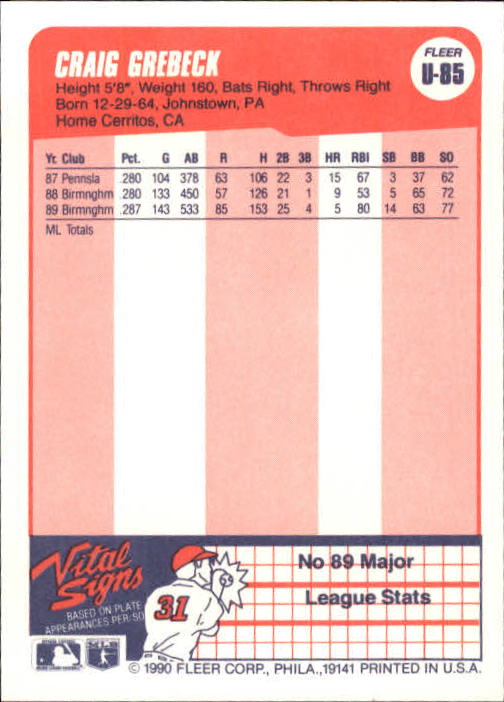 CRAIG GREBECK
FLEER
U-85
Height 5'8", Weight 160, Bats Right, Throws Right
Born 12-29-64, Johnstown, PA
Home Cerritos, CA
Yr. Club Pct. G AB R H 2B 3B HR RBI SB BB SO
87 Pennsla .280 104 378 63 106 22 3 15 67 3 37 62
88 Birmnghm .280 133 450 57 126 21 1 9 53 5 65 72
89 Birmnghm .287 143 533 85 153 25 4 5 80 14 63 77
ML Totals
Vital
Signs
BASED ON PLATE
APPEARANCES PER/SO
31
No 89 Major
League Stats
© 1990 FLEER CORP., PHILA.,19141 PRINTED IN U.S.A.